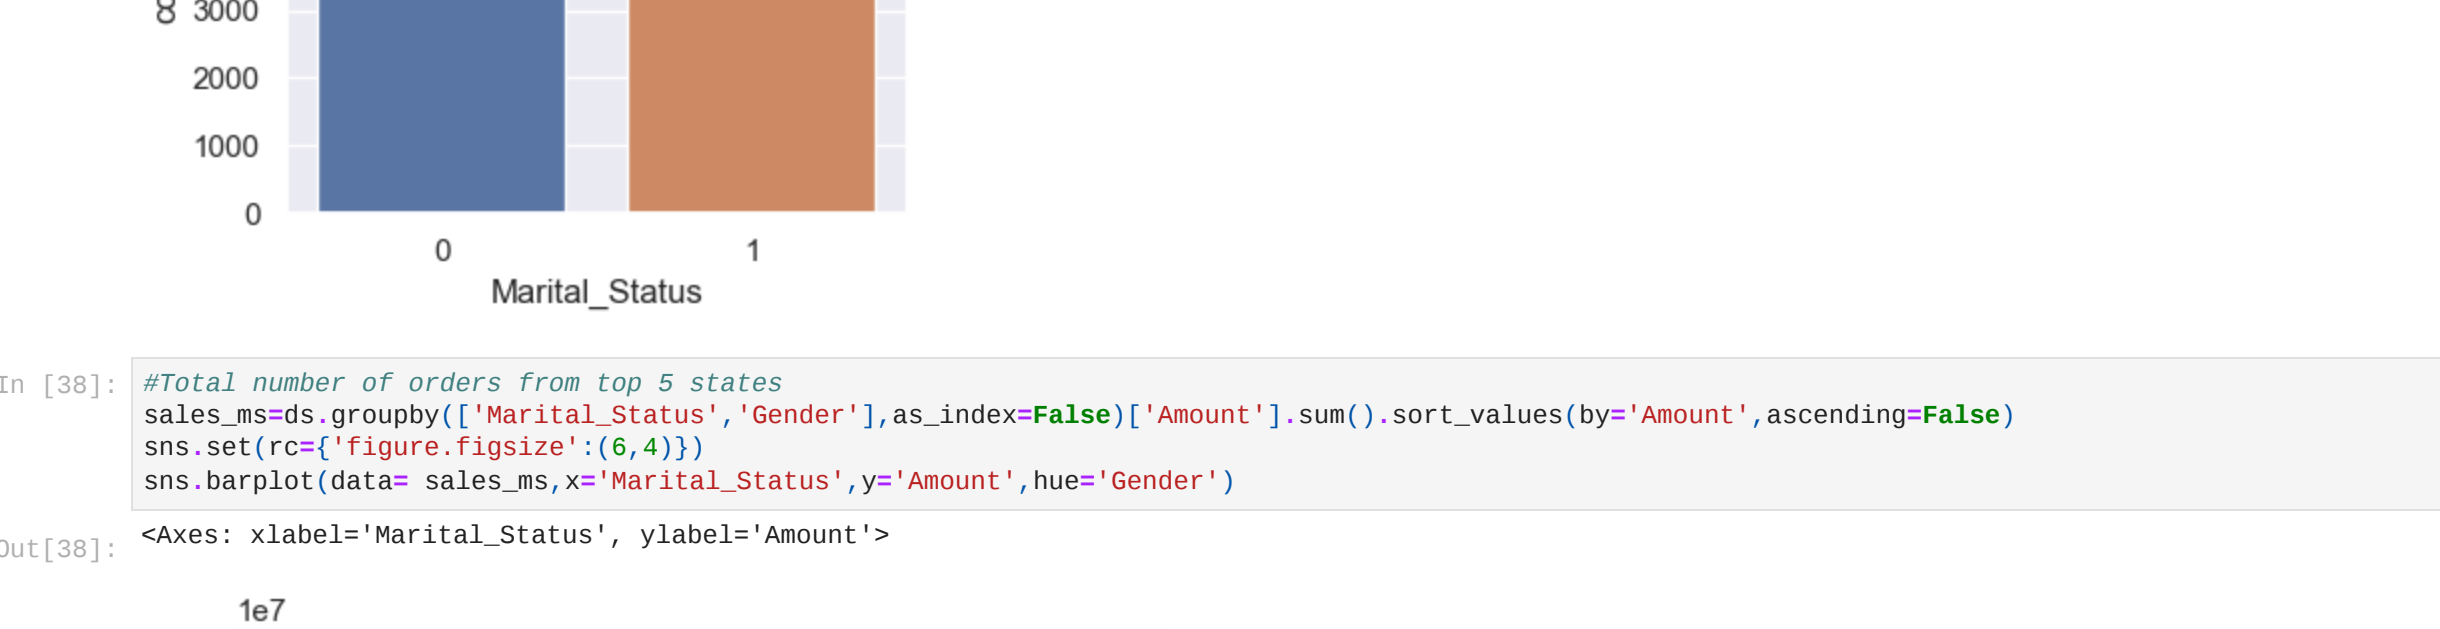 3000
2000
1000
0
0 1
Marital_Status
In [38]:
#Total number of orders from top 5 states
sales_ms=ds.groupby(['Marital_Status','Gender'],as_index=False)['Amount'].sum().sort_values(by='Amount',ascending=False)
sns.set(rc={'figure.figsize':(6,4)})
sns.barplot(data= sales_ms,x='Marital_Status',y='Amount',hue='Gender')
Out[38]:
<Axes: xlabel='Marital_Status', ylabel='Amount'>
1e7